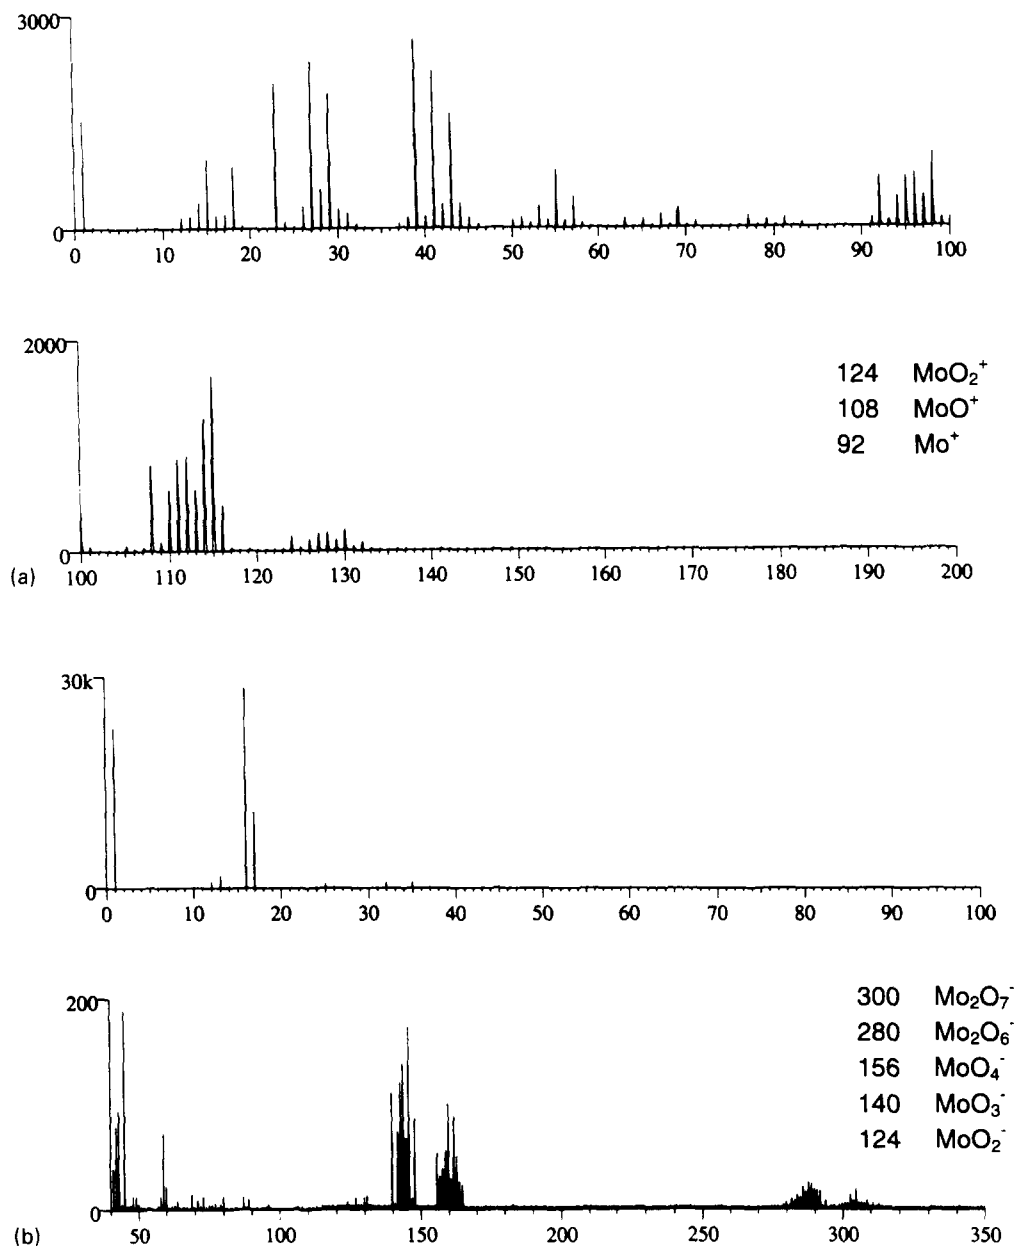 3000
0
0 10 20 30 40 50 60 70 80 90 100
2000
124 MoO₂⁺
108 MoO⁺
92 Mo⁺
0
(a) 100 110 120 130 140 150 160 170 180 190 200
30k
0
0 10 20 30 40 50 60 70 80 90 100
200
300 Mo₂O₇⁻
280 Mo₂O₆⁻
156 MoO₄⁻
140 MoO₃⁻
124 MoO₂⁻
0
(b) 50 100 150 200 250 300 350